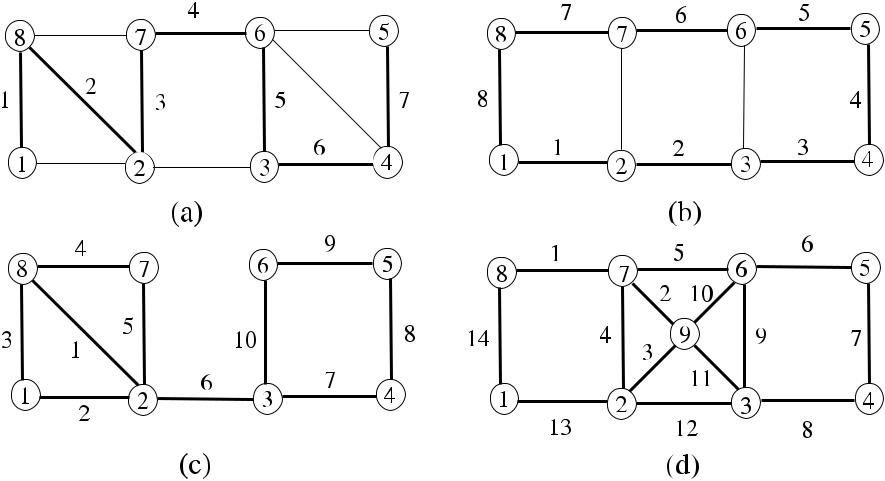 4
7 6 5
8 7 6 5
8 7 6 5
1 2 3 5 7
8 4
6
1 2 3
1 2 3 4
1 2 3 4
(a) (b)
4 9
1 5 6
8 7 6 5
8 7 6 5
2 10
3 1 5 10 8
14 4 3 9 9 7
11
2 6 7
1 2 3 4
1 2 3 4
13 12 8
(c) (d)